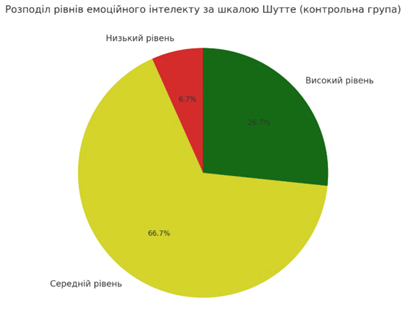 Розподіл рівнів емоційного інтелекту за шкалою Шутте (контрольна група)
Низький рівень
Високий рівень
6.7%
26.7%
66.7%
Середній рівень